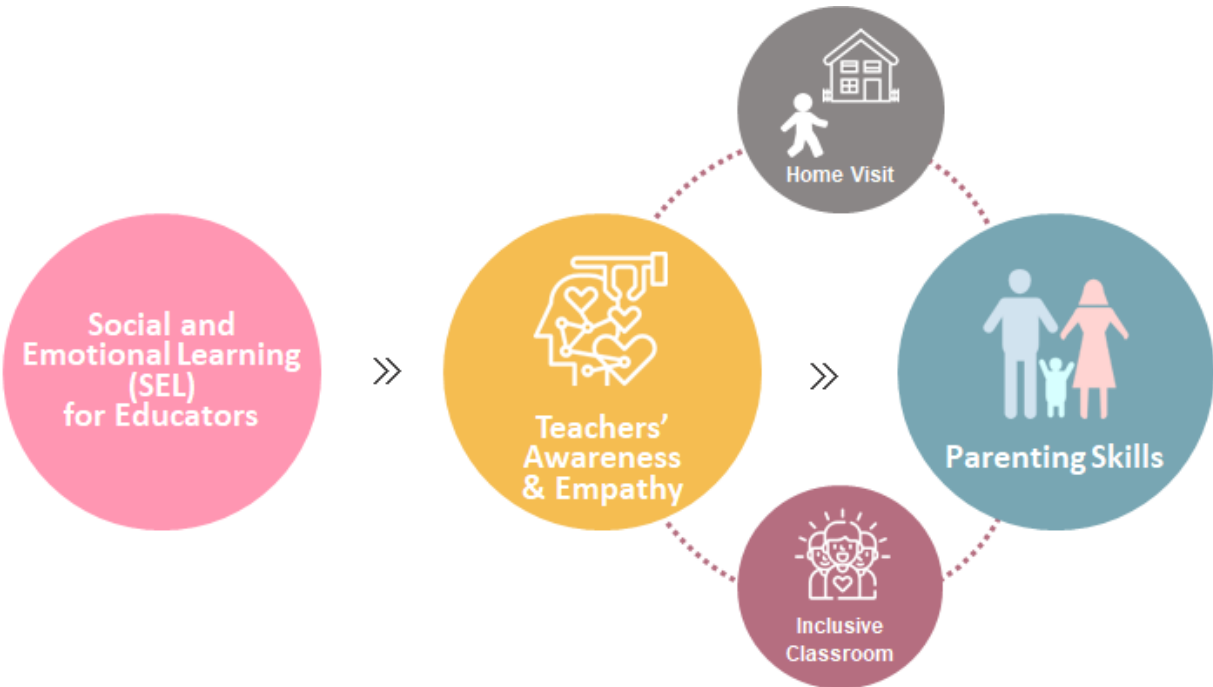 Social and
Emotional Learning
(SEL)
for Educators
Teachers’
Awareness
& Empathy
Home Visit
Inclusive
Classroom
Parenting Skills